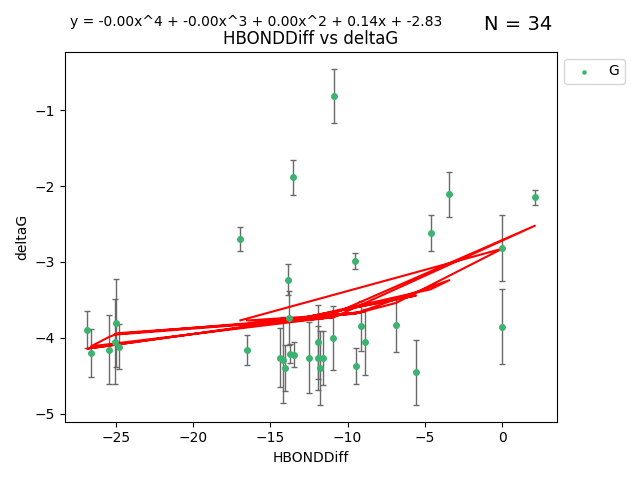 y = -0.00x^4 + -0.00x^3 + 0.00x^2 + 0.14x + -2.83
N = 34
HBONDDiff vs deltaG
G
deltaG
−1
−2
−3
−4
−5
−25
−20
−15
−10
−5
0
HBONDDiff